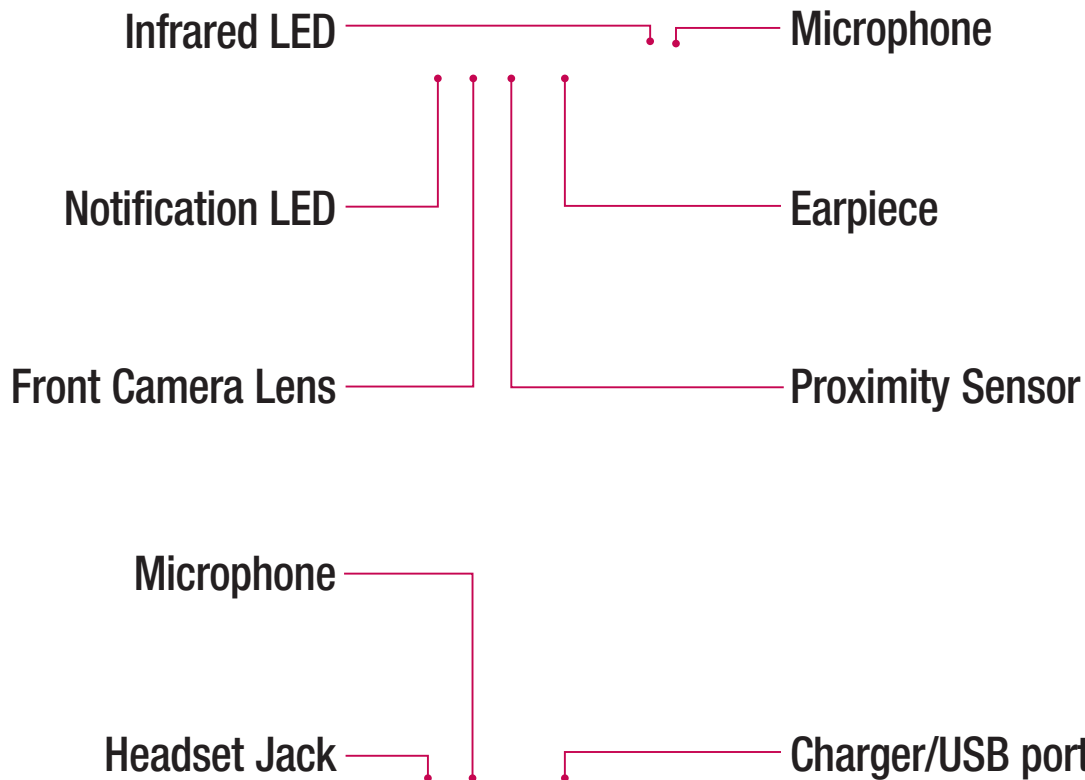 Infrared LED
Microphone
Notification LED
Earpiece
Front Camera Lens
Proximity Sensor
Microphone
Headset Jack
Charger/USB port